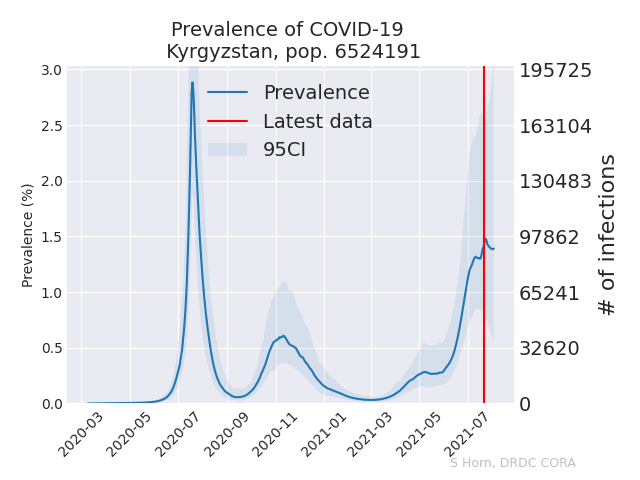 Prevalence of COVID-19
Kyrgyzstan, pop. 6524191
3.0
2.5
2.0
1.5
1.0
0.5
0.0
Prevalence (%)
Prevalence
Latest data
95CI
195725
163104
130483
97862
65241
32620
0
# of infections
2020-03
2020-05
2020-07
2020-09
2020-11
2021-01
2021-03
2021-05
2021-07
S Horn, DRDC CORA